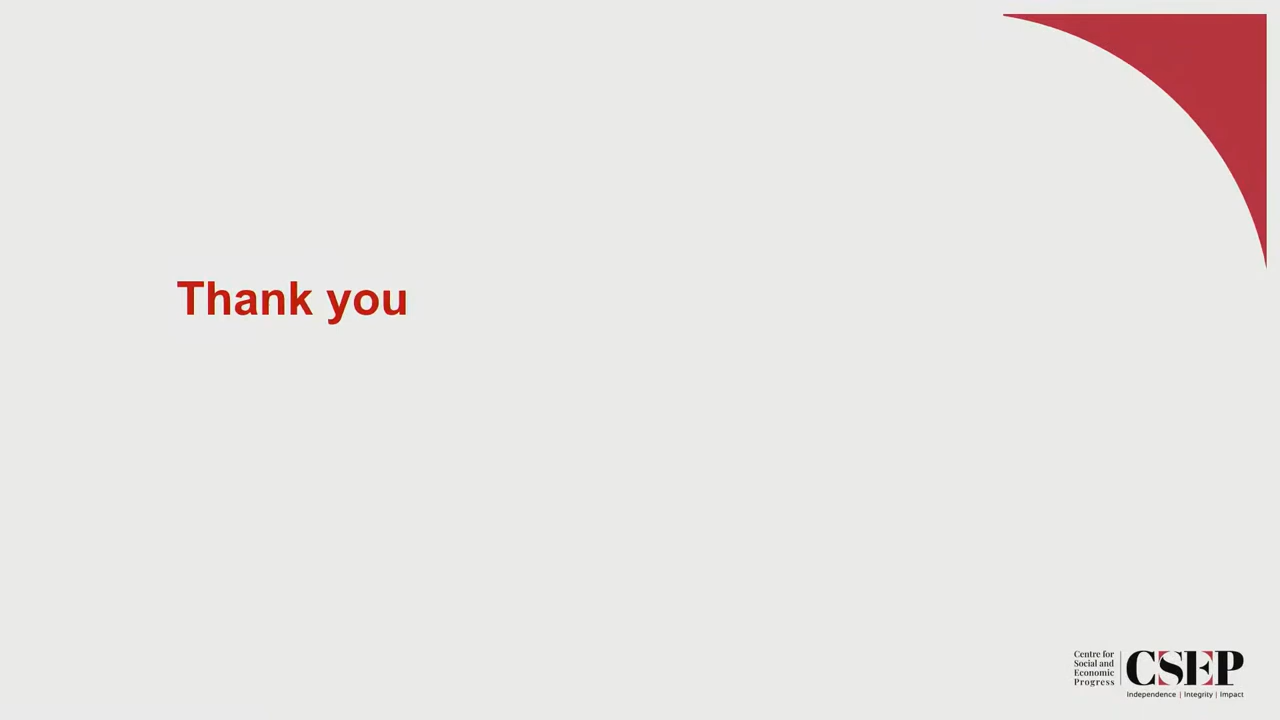 Thank you
Centre for
Social and
Economic
Progress
CSEP
Independence | Integrity | Impact